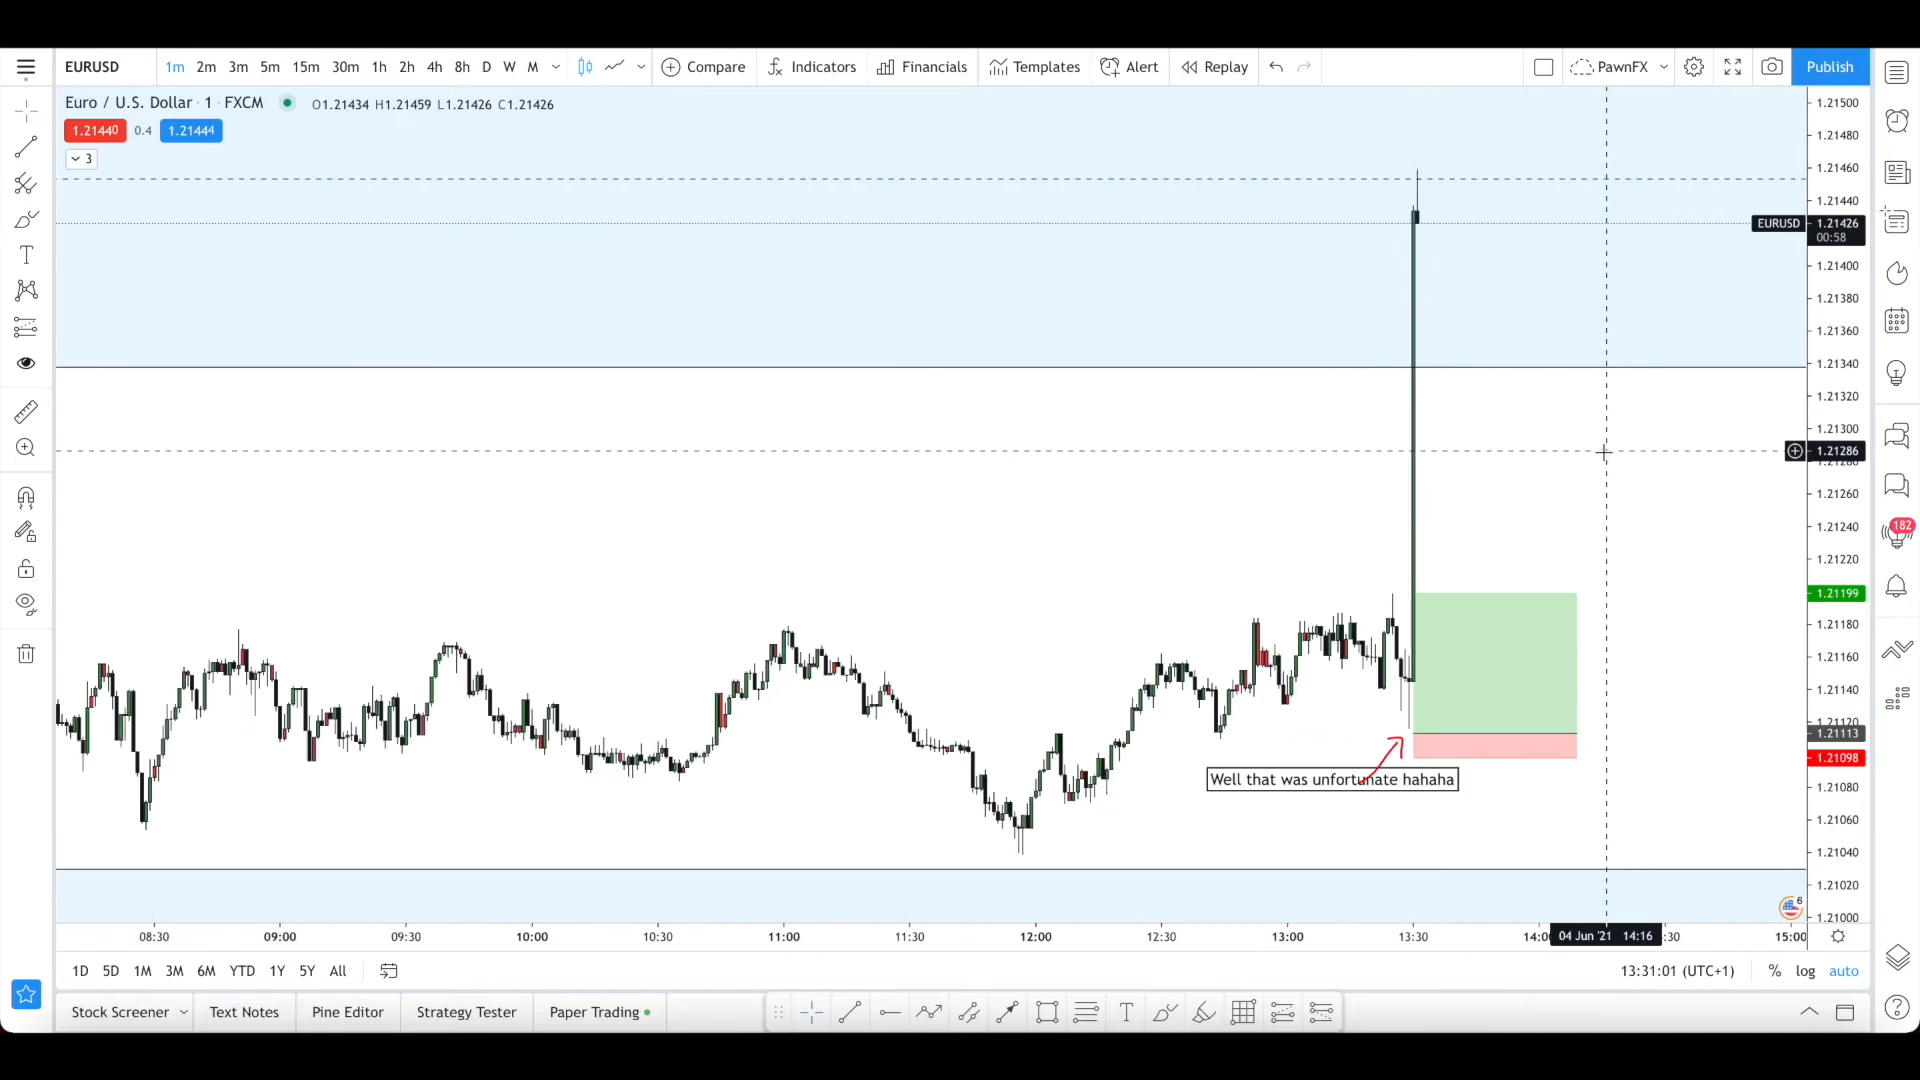 EURUSD
1m 2m 3m 5m 15m 30m 1h 2h 4h 8h D W M
Compare
Indicators
Financials
Templates
Alert
Replay
PawnFX
Publish
Euro / U.S. Dollar · 1 · FXCM
O1.21434 H1.21459 L1.21426 C1.21426
1.21440
0.4
1.21444
3
1.21500
1.21480
1.21460
1.21440
EURUSD
1.21426
00:58
1.21400
1.21380
1.21360
1.21340
1.21320
1.21300
1.21286
1.21280
1.21260
1.21240
1.21220
1.21199
1.21180
1.21160
1.21140
1.21120
1.21113
1.21098
1.21080
1.21060
1.21040
1.21020
1.21000
182
Well that was unfortunate hahaha
6
08:30 09:00 09:30 10:00 10:30 11:00 11:30 12:00 12:30 13:00 13:30 14:0 04 Jun '21 14:16 :30 15:00
1D 5D 1M 3M 6M YTD 1Y 5Y All
13:31:01 (UTC+1)
%
log
auto
Stock Screener
Text Notes
Pine Editor
Strategy Tester
Paper Trading